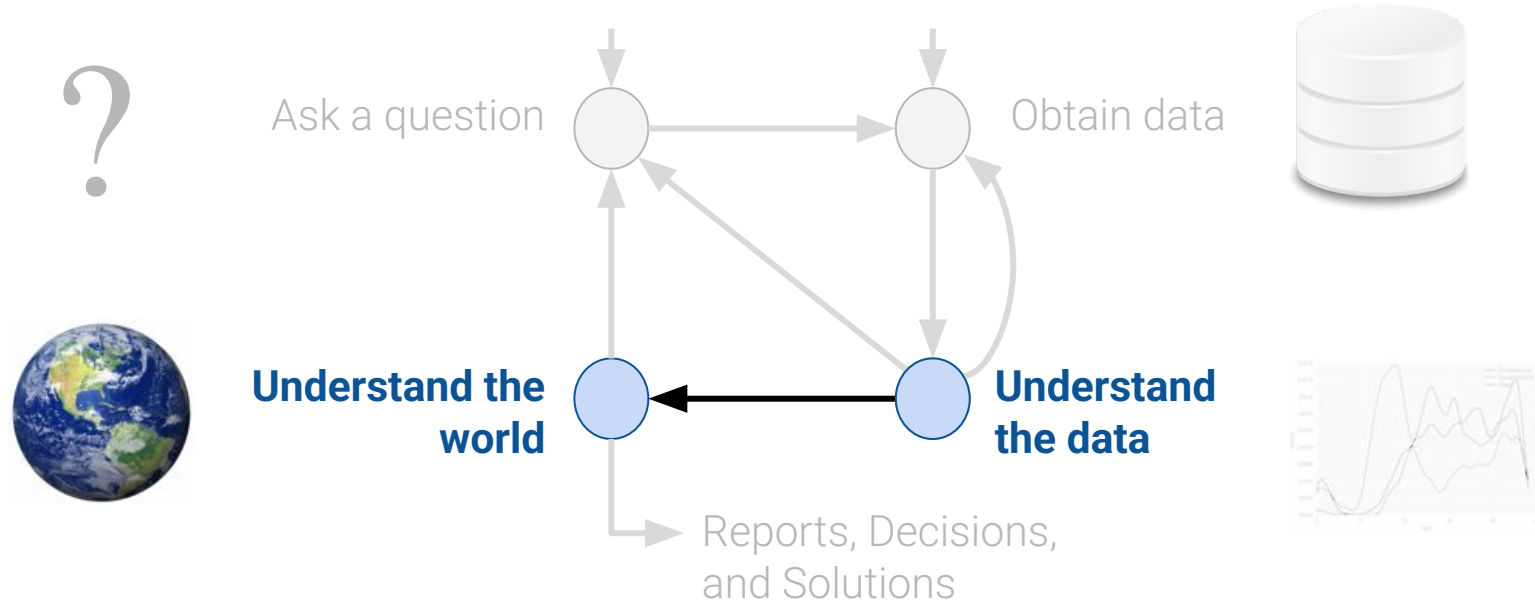 ?
Ask a question
Obtain data
Understand the
world
Understand
the data
Reports, Decisions,
and Solutions